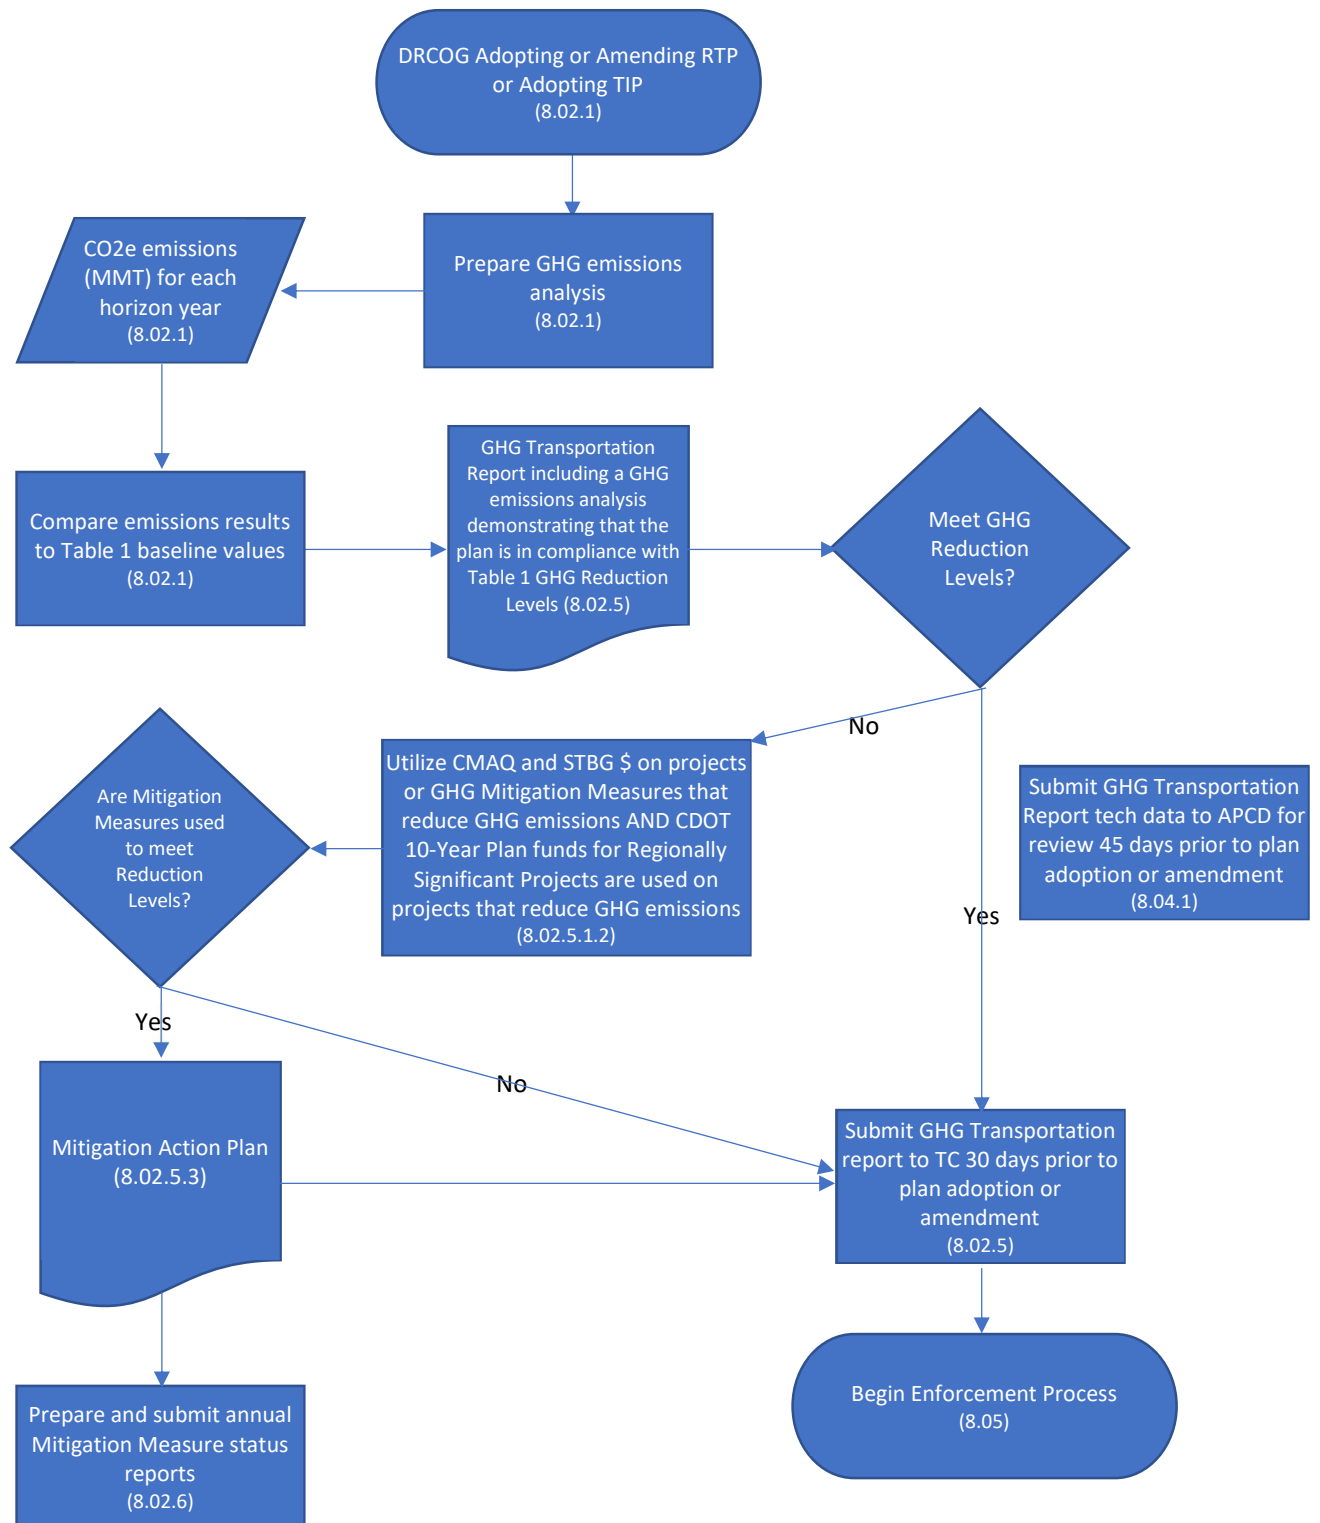 DRCOG Adopting or Amending RTP
or Adopting TIP
(8.02.1)
Prepare GHG emissions
analysis
(8.02.1)
CO2e emissions
(MMT) for each
horizon year
(8.02.1)
Compare emissions results
to Table 1 baseline values
(8.02.1)
GHG Transportation
Report including a GHG
emissions analysis
demonstrating that the
plan is in compliance with
Table 1 GHG Reduction
Levels (8.02.5)
Meet GHG
Reduction
Levels?
No
Yes
Utilize CMAQ and STBG $ on projects
or GHG Mitigation Measures that
reduce GHG emissions AND CDOT
10-Year Plan funds for Regionally
Significant Projects are used on
projects that reduce GHG emissions
(8.02.5.1.2)
Submit GHG Transportation
Report tech data to APCD for
review 45 days prior to plan
adoption or amendment
(8.04.1)
Are Mitigation
Measures used
to meet
Reduction
Levels?
Yes
No
Mitigation Action Plan
(8.02.5.3)
Submit GHG Transportation
report to TC 30 days prior to
plan adoption or
amendment
(8.02.5)
Prepare and submit annual
Mitigation Measure status
reports
(8.02.6)
Begin Enforcement Process
(8.05)